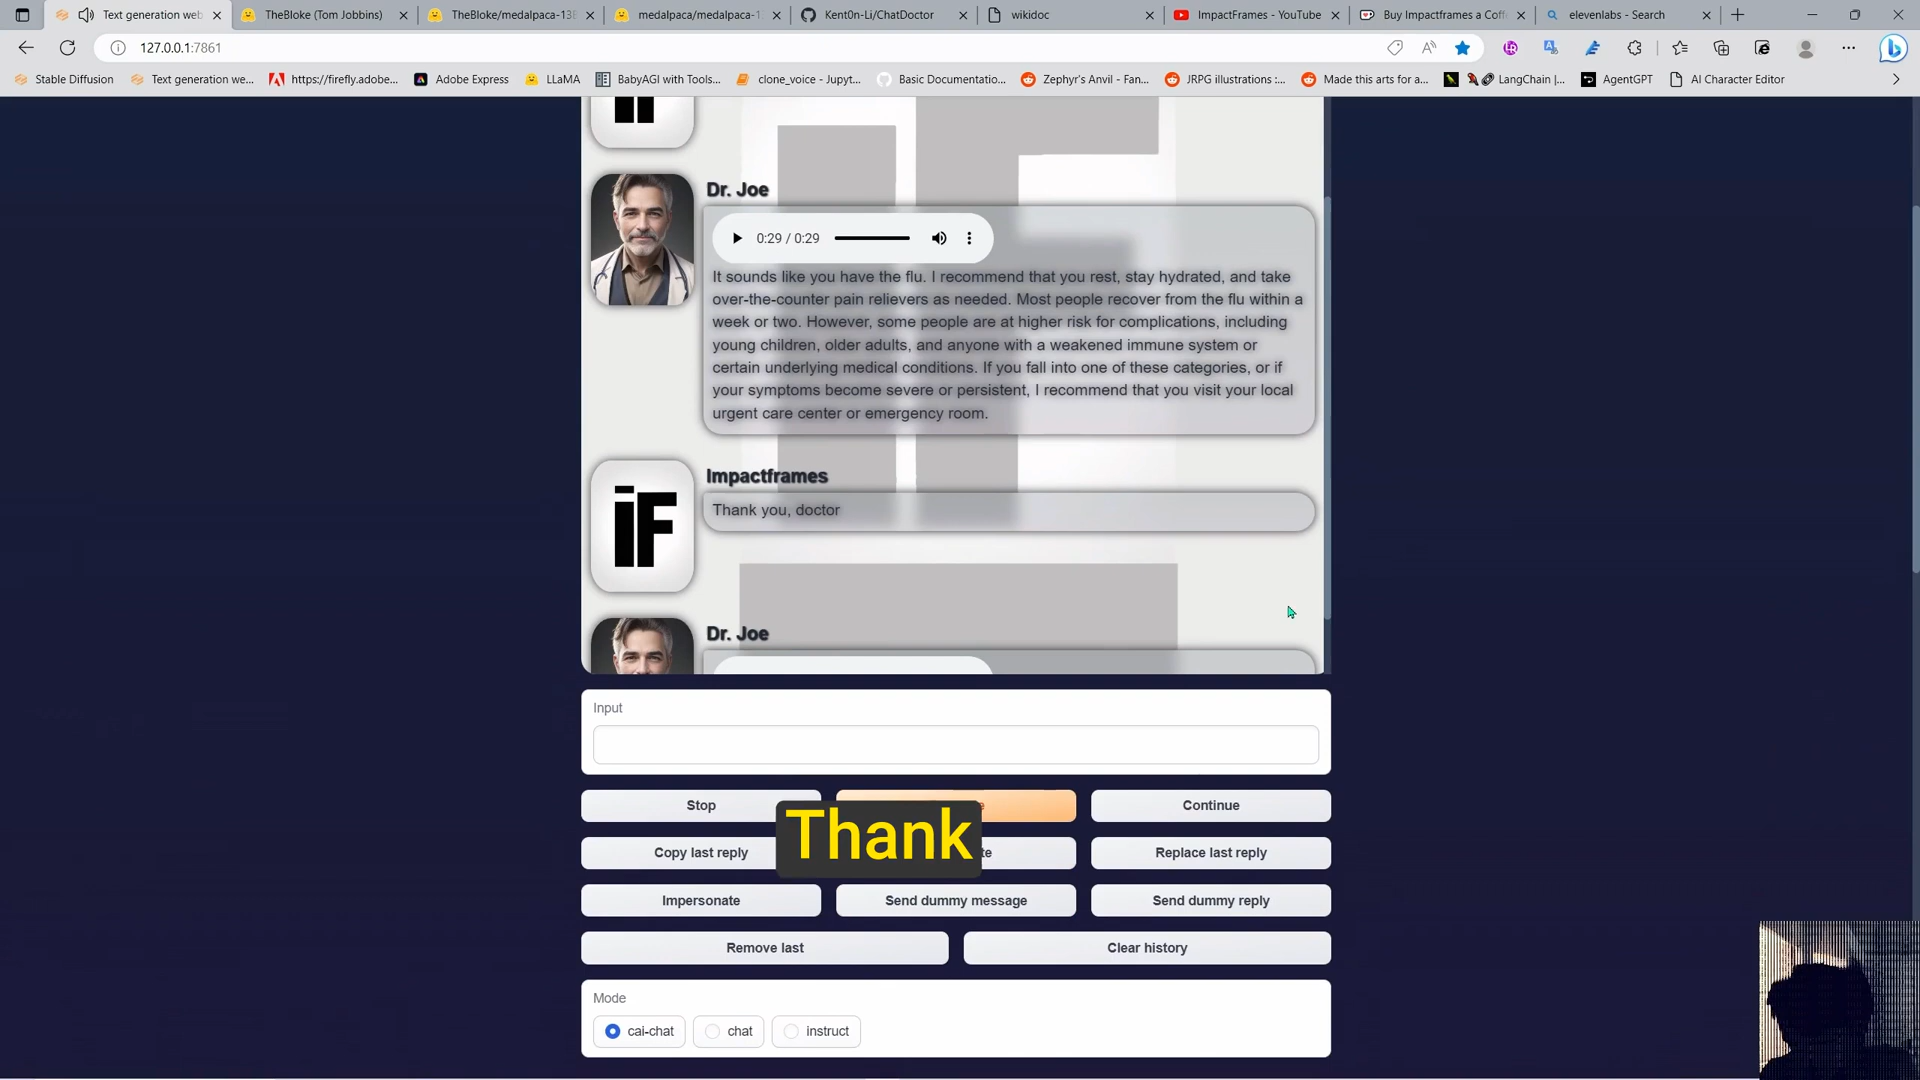 Text generation web
TheBloke (Tom Jobbins)
TheBloke/medalpaca-13B
medalpaca/medalpaca-1
Kent0n-Li/ChatDoctor
wikidoc
ImpactFrames - YouTube
Buy Impactframes a Coff
elevenlabs - Search
127.0.0.1:7861
Stable Diffusion
Text generation we...
https://firefly.adobe...
Adobe Express
LLaMA
BabyAGI with Tools...
clone_voice - Jupyt...
Basic Documentatio...
Zephyr's Anvil - Fan...
JRPG illustrations :...
Made this arts for a...
LangChain |...
AgentGPT
AI Character Editor
iF
Dr. Joe
0:29 / 0:29
It sounds like you have the flu. I recommend that you rest, stay hydrated, and take
over-the-counter pain relievers as needed. Most people recover from the flu within a
week or two. However, some people are at higher risk for complications, including
young children, older adults, and anyone with a weakened immune system or
certain underlying medical conditions. If you fall into one of these categories, or if
your symptoms become severe or persistent, I recommend that you visit your local
urgent care center or emergency room.
Impactframes
Thank you, doctor
iF
Dr. Joe
Input
Stop
Continue
Thank
Copy last reply
Replace last reply
Impersonate
Send dummy message
Send dummy reply
Remove last
Clear history
Mode
cai-chat
chat
instruct